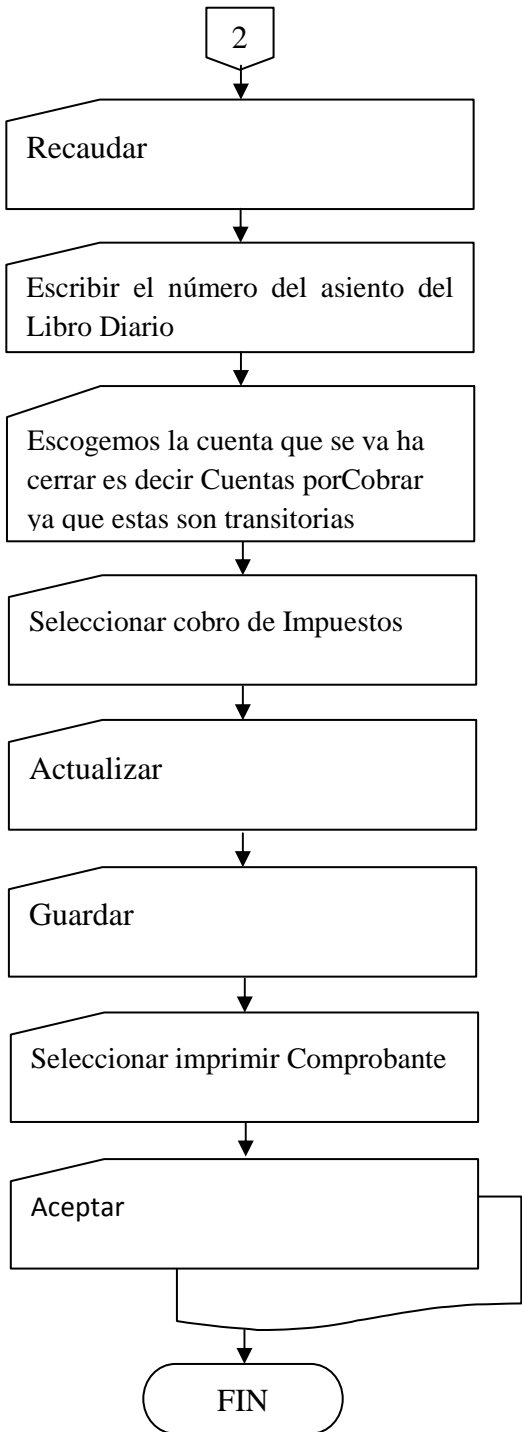 2
Recaudar
Escribir el número del asiento del
Libro Diario
Escogemos la cuenta que se va ha
cerrar es decir Cuentas porCobrar
ya que estas son transitorias
Seleccionar cobro de Impuestos
Actualizar
Guardar
Seleccionar imprimir Comprobante
Aceptar
FIN